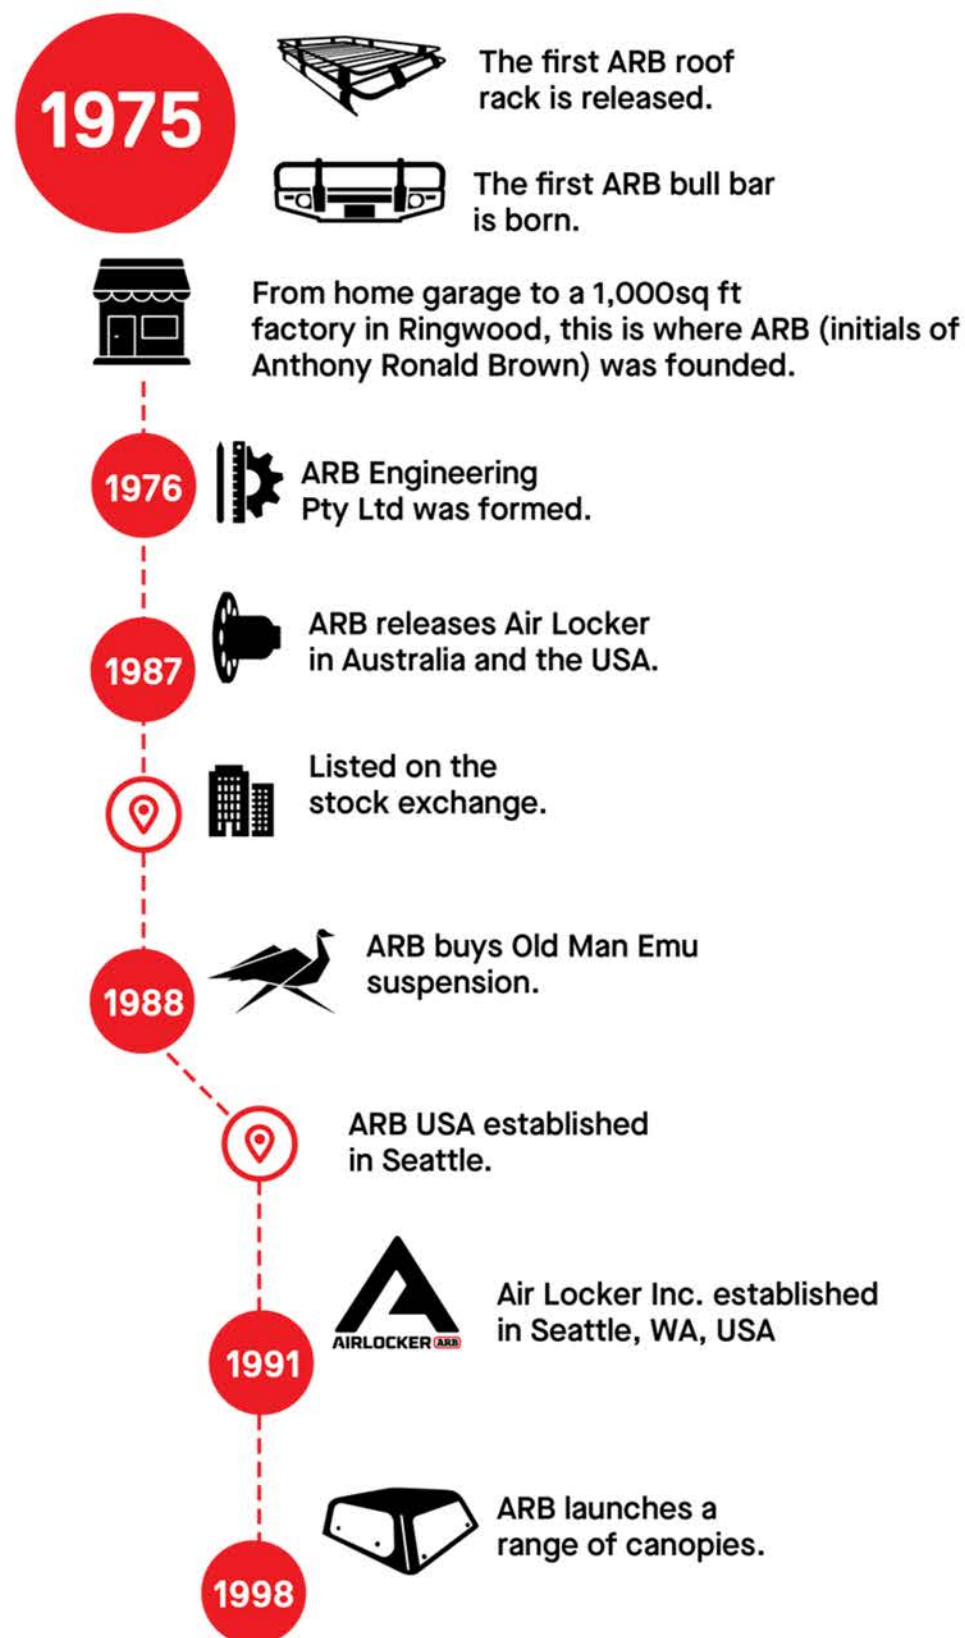 1975
The first ARB roof
rack is released.
The first ARB bull bar
is born.
From home garage to a 1,000sq ft
factory in Ringwood, this is where ARB (initials of
Anthony Ronald Brown) was founded.
1976
ARB Engineering
Pty Ltd was formed.
1987
ARB releases Air Locker
in Australia and the USA.
Listed on the
stock exchange.
1988
ARB buys Old Man Emu
suspension.
ARB USA established
in Seattle.
AIRLOCKER ARB
1991
Air Locker Inc. established
in Seattle, WA, USA
1998
ARB launches a
range of canopies.